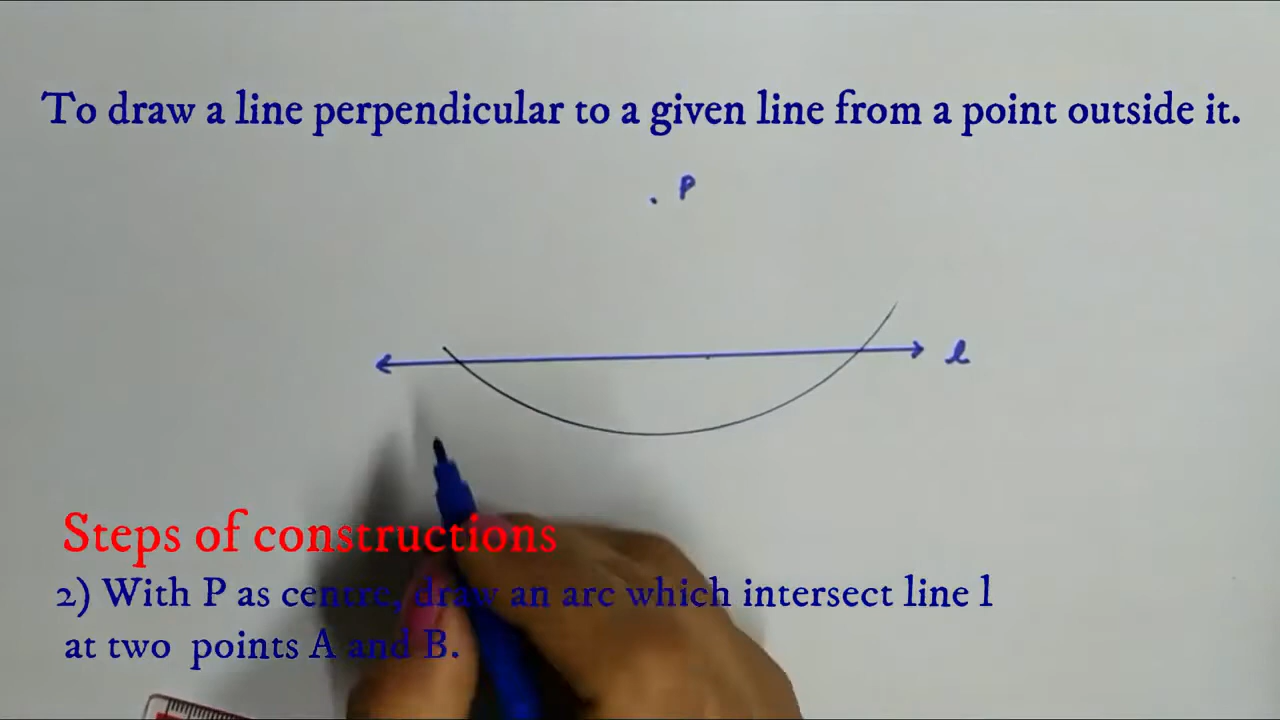 To draw a line perpendicular to a given line from a point outside it.
P
l
Steps of constructions
2) With P as centre, draw an arc which intersect line l
at two points A and B.